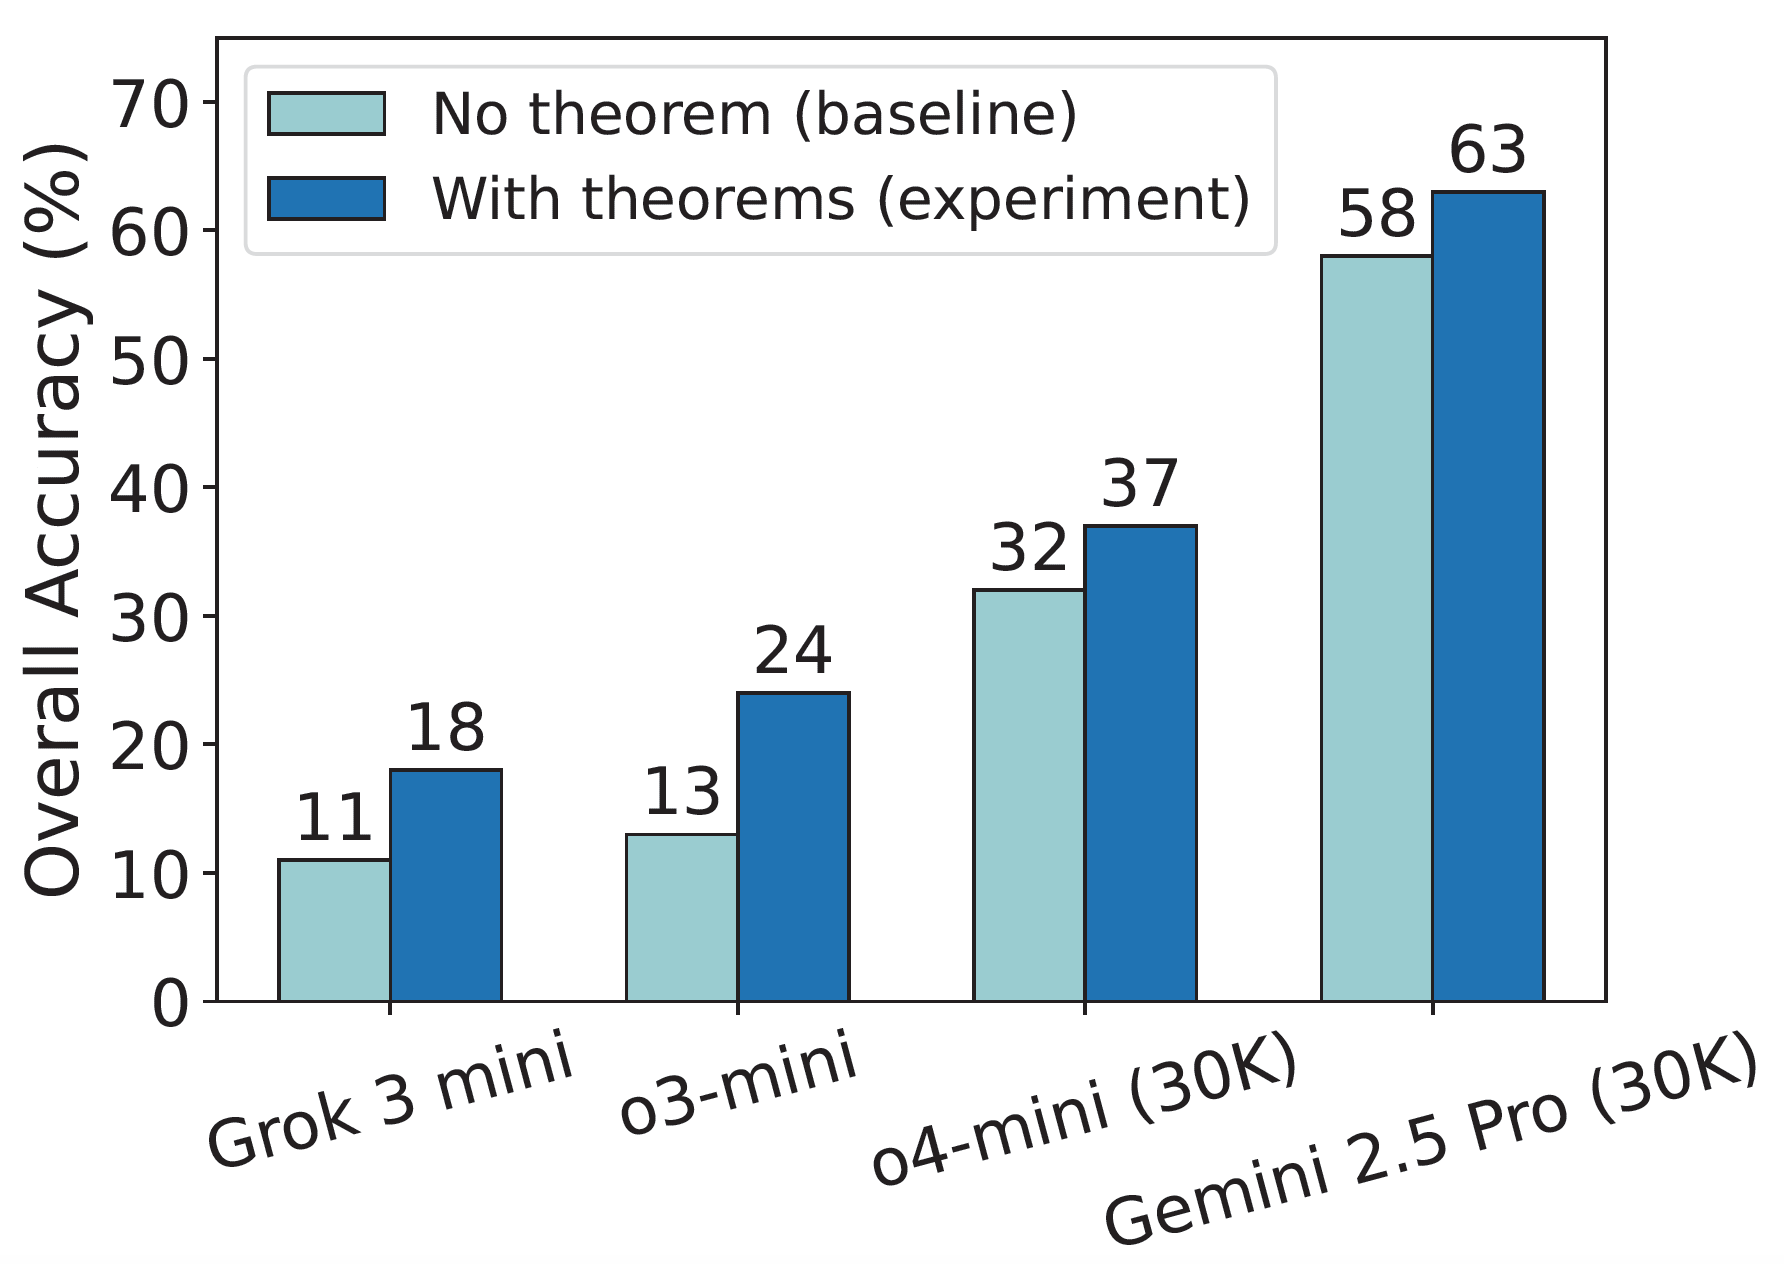 Overall Accuracy (%)
70
60
50
40
30
20
10
0
No theorem (baseline)
With theorems (experiment)
11
18
13
24
32
37
58
63
Grok 3 mini
o3-mini
o4-mini (30K)
Gemini 2.5 Pro (30K)